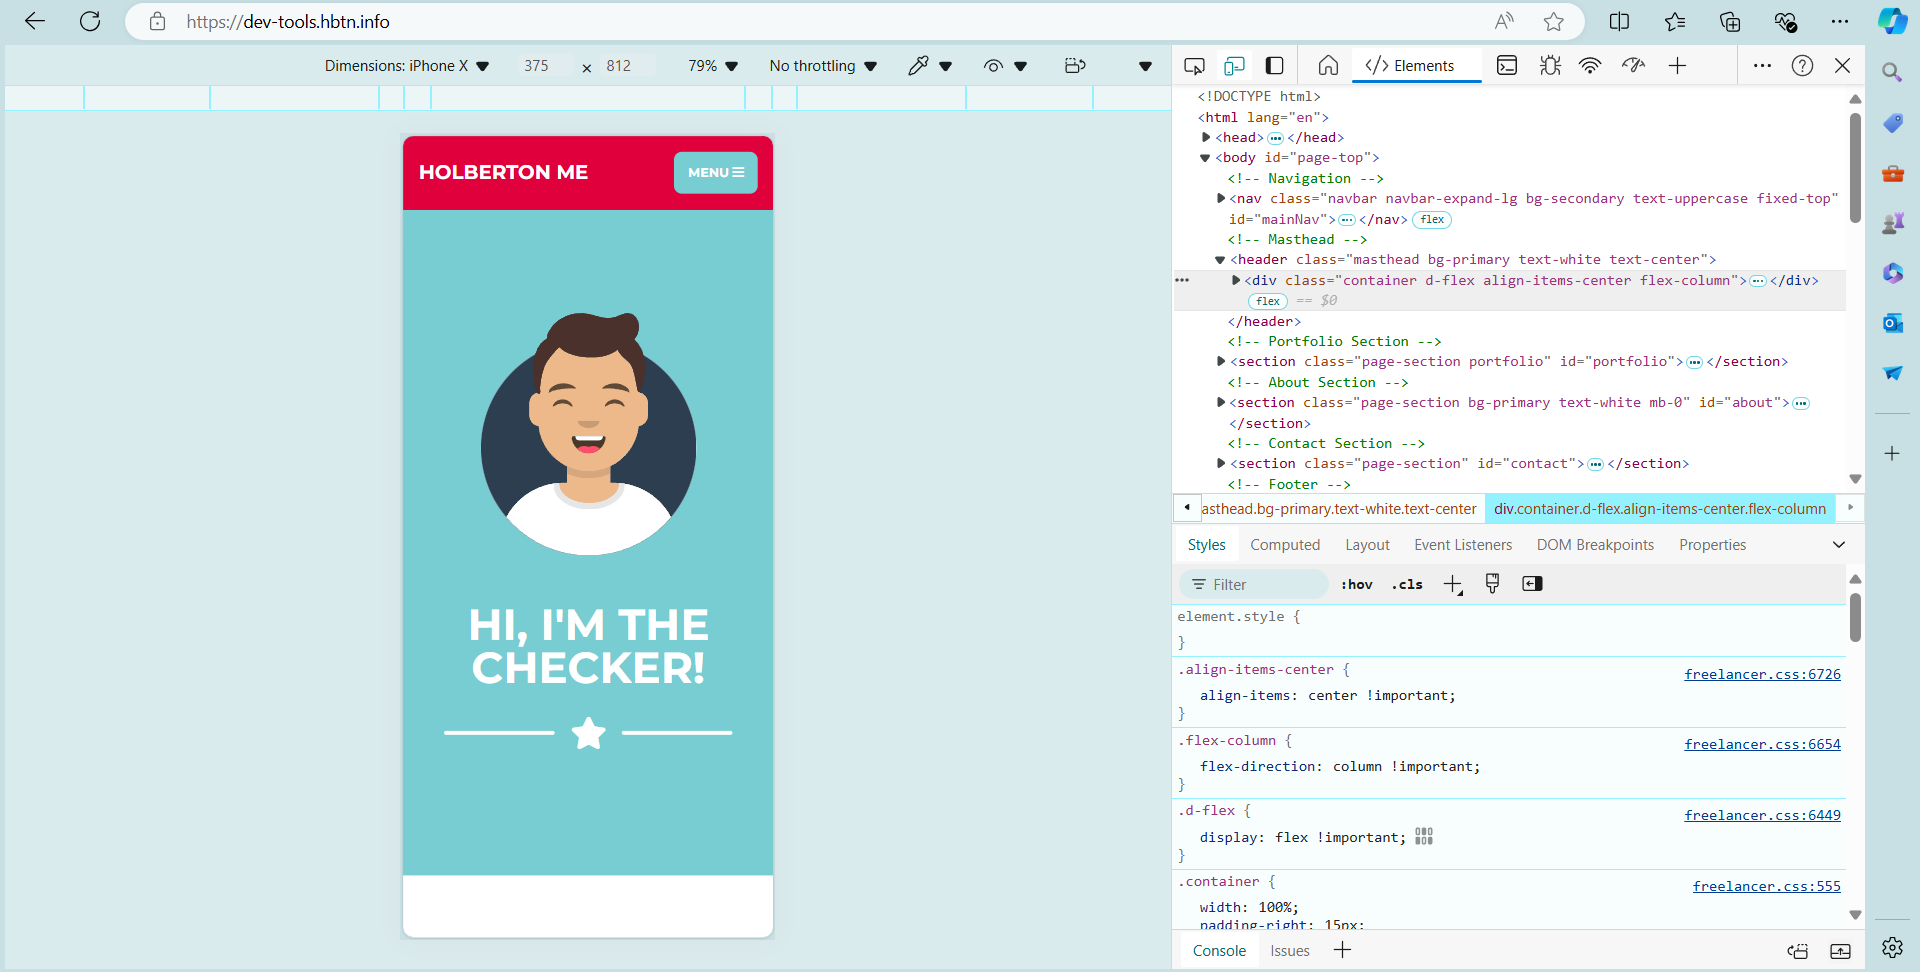 https://dev-tools.hbtn.info
Dimensions: iPhone X 375 × 812 79% No throttling
HOLBERTON ME
MENU
HI, I'M THE
CHECKER!
Elements
<!DOCTYPE html>
<html lang="en">
<head> ••• </head>
<body id="page-top">
<!-- Navigation -->
<nav class="navbar navbar-expand-lg bg-secondary text-uppercase fixed-top"
id="mainNav"> ••• </nav> flex
<!-- Masthead -->
<header class="masthead bg-primary text-white text-center">
••• <div class="container d-flex align-items-center flex-column"> ••• </div>
flex == $0
</header>
<!-- Portfolio Section -->
<section class="page-section portfolio" id="portfolio"> ••• </section>
<!-- About Section -->
<section class="page-section bg-primary text-white mb-0" id="about"> •••
</section>
<!-- Contact Section -->
<section class="page-section" id="contact"> ••• </section>
<!-- Footer -->
asthead.bg-primary.text-white.text-center div.container.d-flex.align-items-center.flex-column
Styles Computed Layout Event Listeners DOM Breakpoints Properties
Filter :hov .cls
element.style {
}
.align-items-center { freelancer.css:6726
align-items: center !important;
}
.flex-column { freelancer.css:6654
flex-direction: column !important;
}
.d-flex { freelancer.css:6449
display: flex !important;
}
.container { freelancer.css:555
width: 100%;
padding-right: 15px;
Console Issues